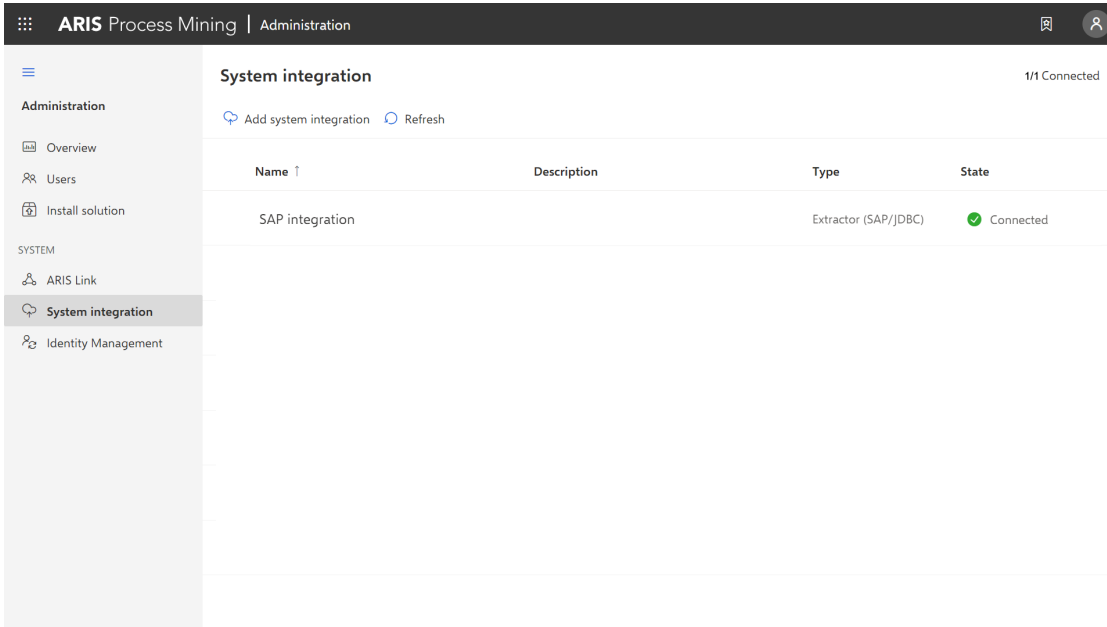 ARIS Process Mining | Administration
System integration
1/1 Connected
Administration
Add system integration Refresh
Overview
Users
Install solution
SYSTEM
ARIS Link
System integration
Identity Management
Name ↑ Description Type State
SAP integration Extractor (SAP/JDBC) Connected